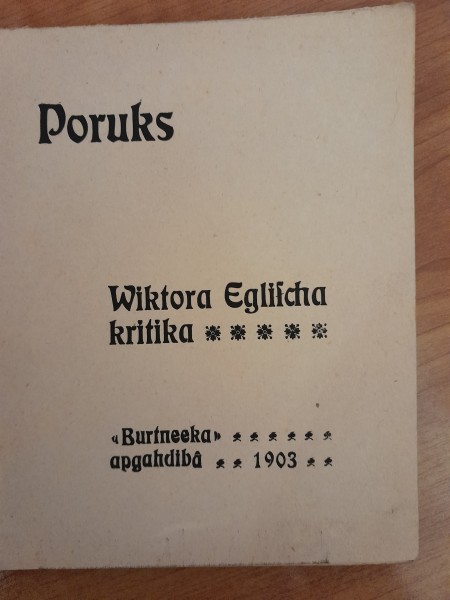 Poruks
Wiktora Egliſcha
kritika
«Burtneeka»
apgahdibâ 1903